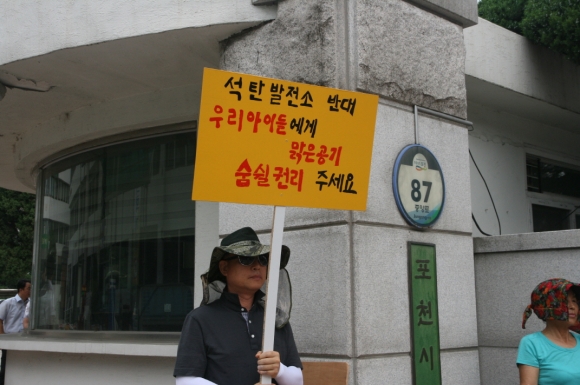 석탄발전소 반대
우리아이들에게
맑은공기
숨쉴권리 주세요
87
포천시